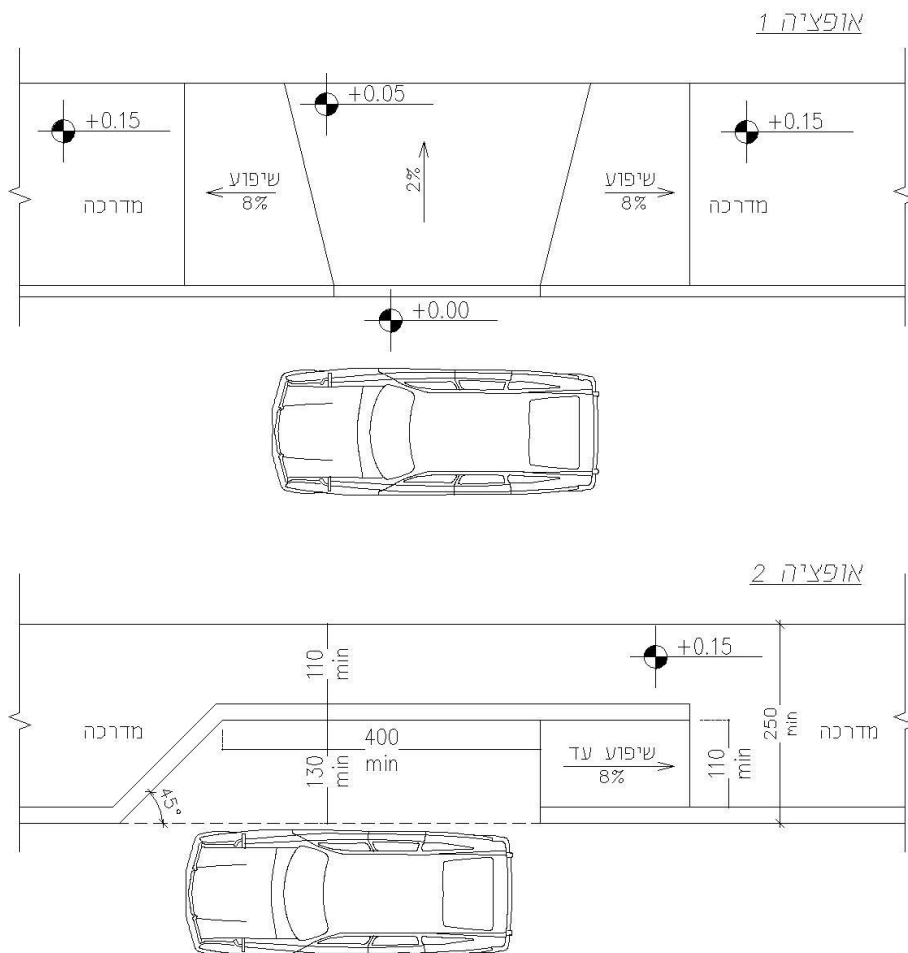 אופציה 1
+0.15
+0.05
+0.15
שיפוע
8%
2%
שיפוע
8%
מדרכה
מדרכה
+0.00
אופציה 2
110
min
+0.15
250
min
מדרכה
מדרכה
400
min
130
min
שיפוע עד
8%
110
min
45°